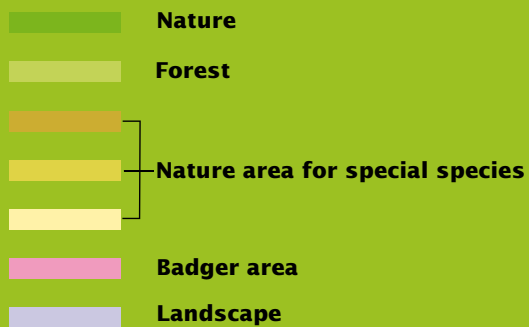 Nature
Forest
Nature area for special species
Badger area
Landscape